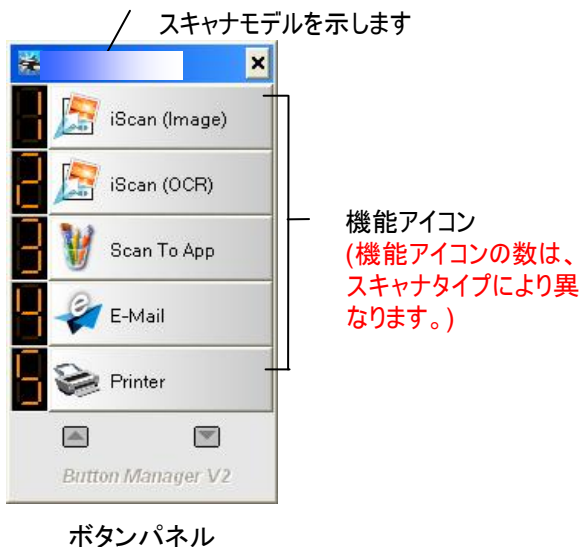 スキャナモデルを示します
1 iScan (Image)
2 iScan (OCR)
3 Scan To App
4 E-Mail
5 Printer
機能アイコン
(機能アイコンの数は、
スキャナタイプにより異
なります。)
Button Manager V2
ボタンパネル